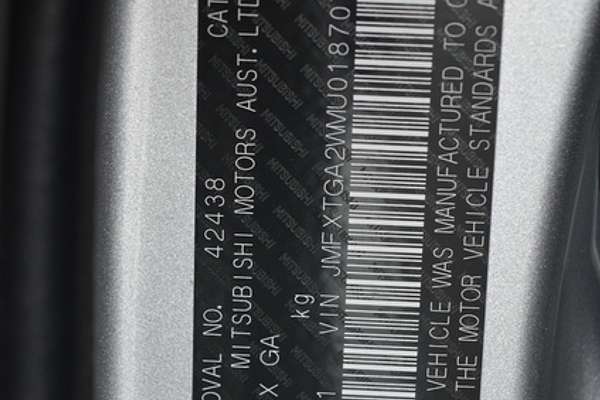 OVAL NO. 42438 CAT
MITSUBISHI MOTORS AUST. LTD
X GA
kg
1 VIN JMFXTGA2WMU01870
VEHICLE WAS MANUFACTURED TO
THE MOTOR VEHICLE STANDARDS A